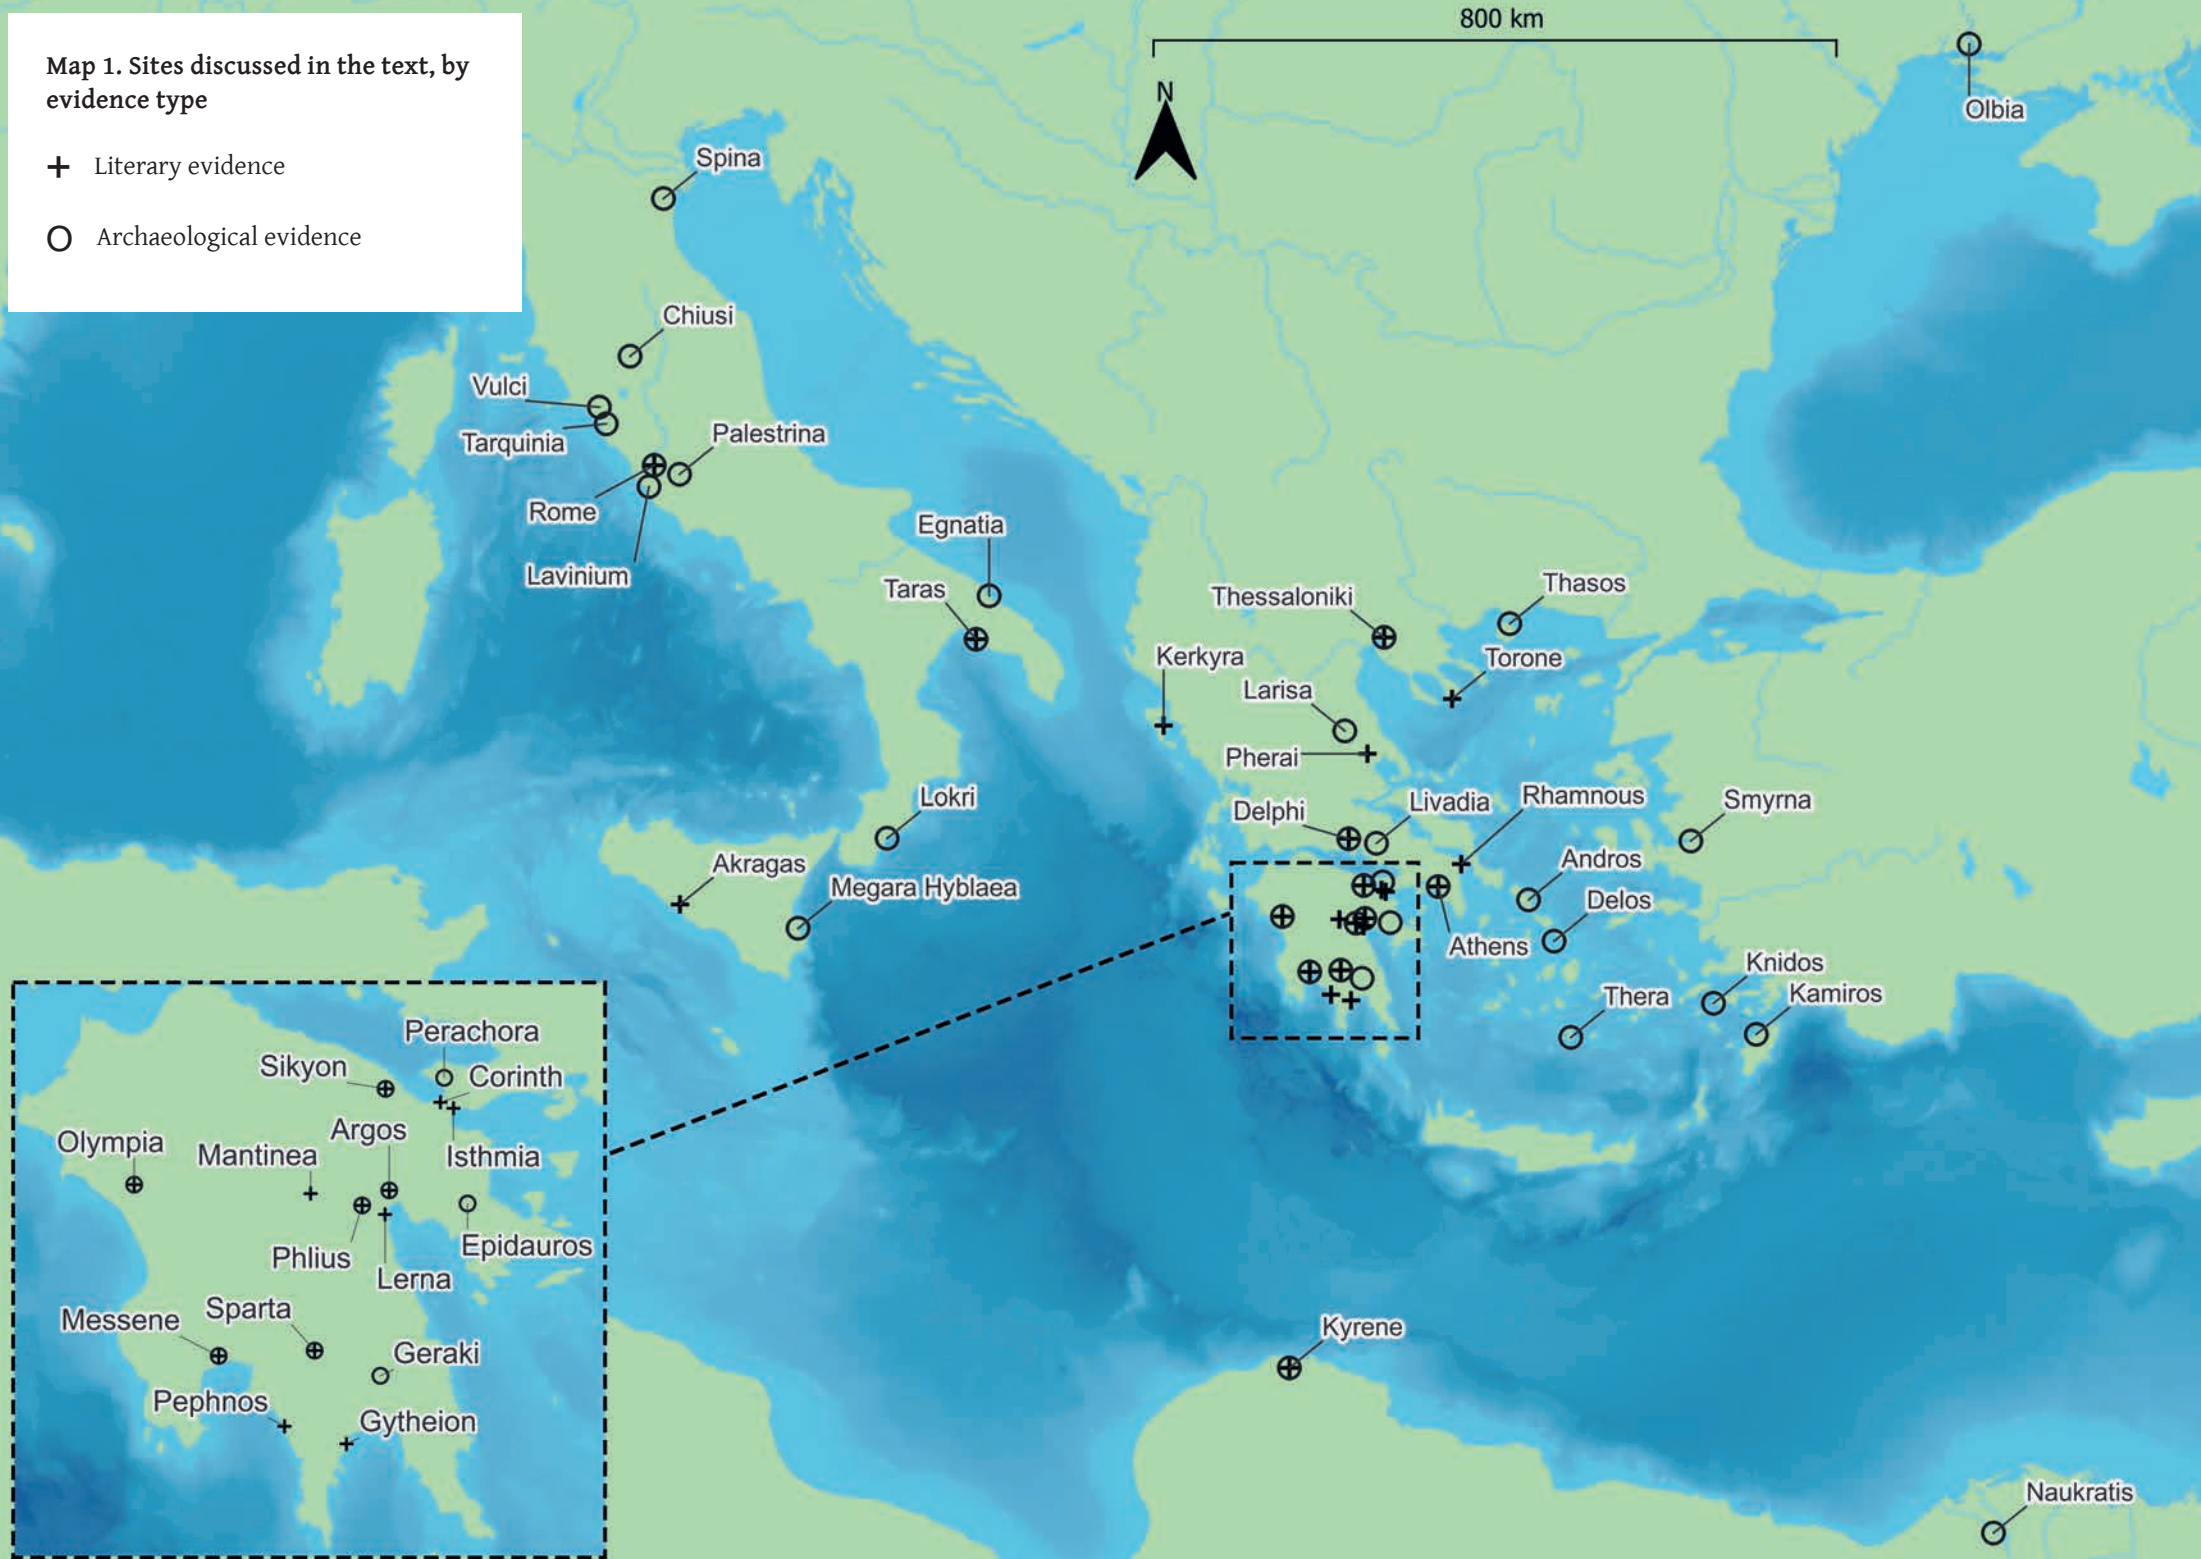 Map 1. Sites discussed in the text, by
evidence type
Literary evidence
Archaeological evidence
800 km
N
Olbia
Spina
Chiusi
Vulci
Tarquinia
Palestrina
Rome
Lavinium
Egnatia
Taras
Thessaloniki
Thasos
Kerkyra
Torone
Larisa
Pherai
Lokri
Delphi
Livadia
Rhamnous
Smyrna
Akragas
Megara Hyblaea
Andros
Delos
Athens
Knidos
Kamiros
Thera
Perachora
Sikyon
Corinth
Argos
Olympia
Mantinea
Isthmia
Phlius
Epidauros
Lerna
Messene
Sparta
Geraki
Pephnos
Gytheion
Kyrene
Naukratis